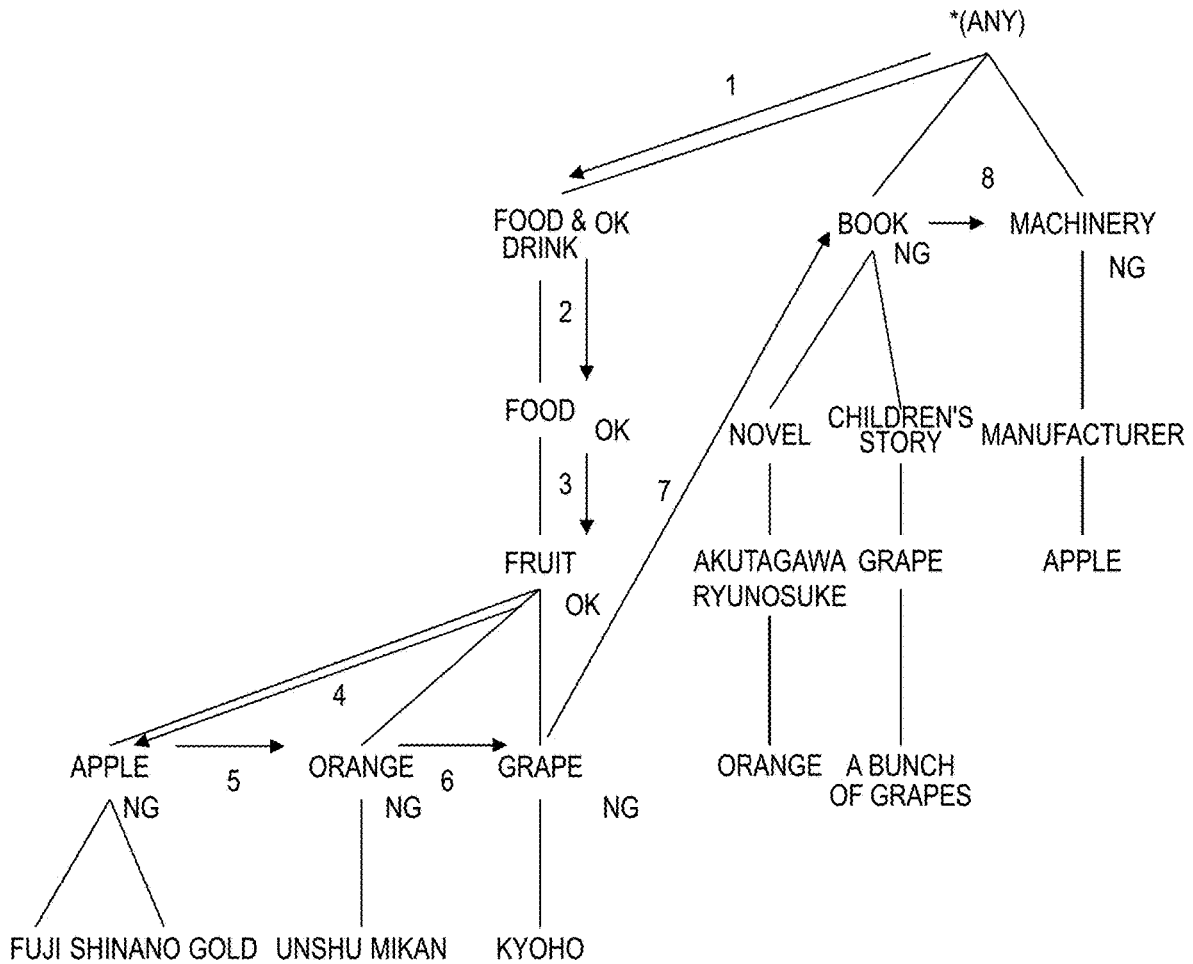 *(ANY)
1
8
FOOD & OK
DRINK
BOOK
NG
MACHINERY
NG
2
FOOD
OK
NOVEL
CHILDREN'S
STORY
MANUFACTURER
3
7
FRUIT
OK
AKUTAGAWA
RYUNOSUKE
GRAPE
APPLE
4
APPLE
NG
5
ORANGE
NG
6
GRAPE
NG
ORANGE
A BUNCH
OF GRAPES
FUJI
SHINANO GOLD
UNSHU MIKAN
KYOHO